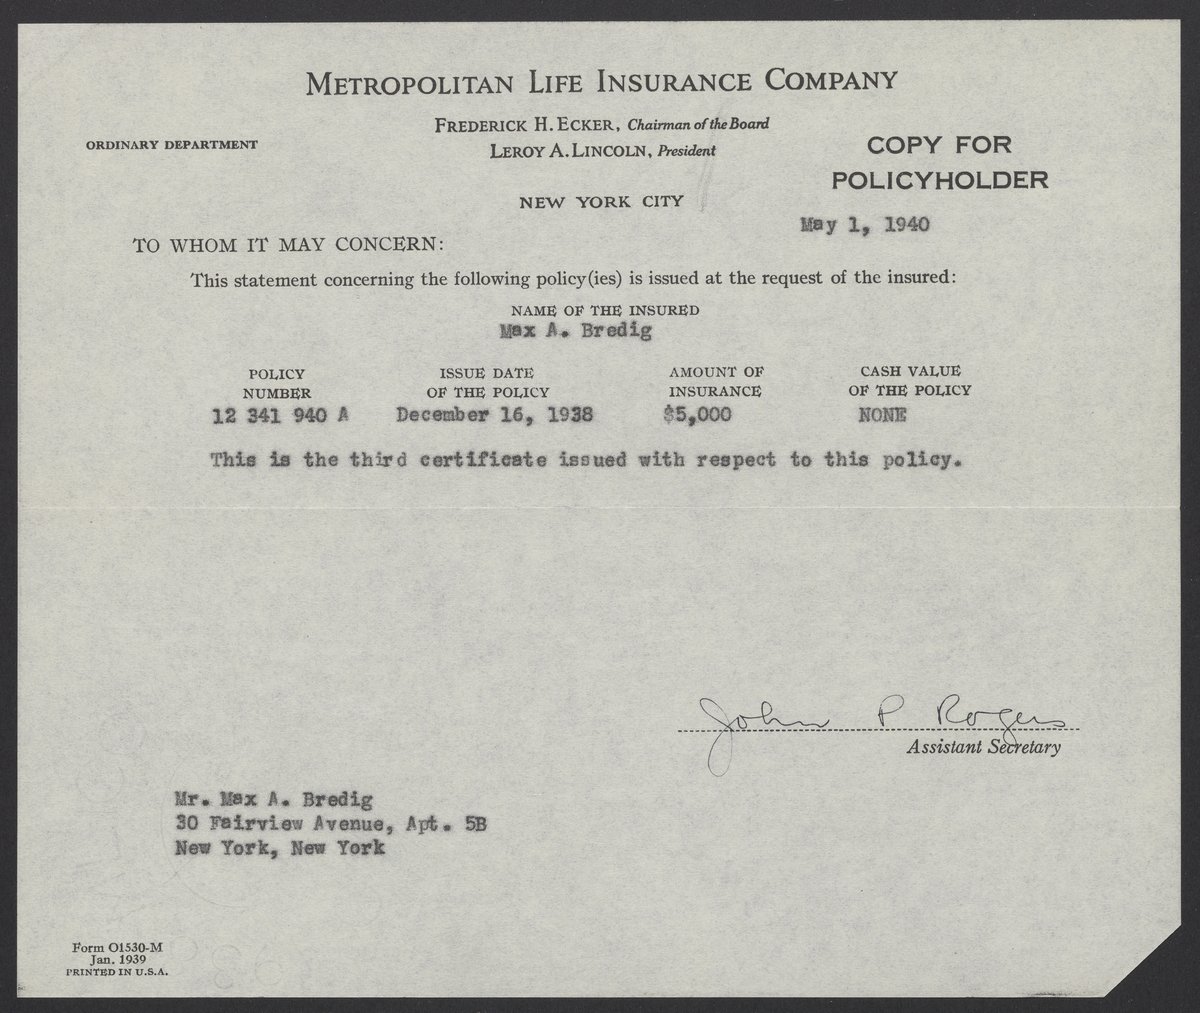 METROPOLITAN LIFE INSURANCE COMPANY
FREDERICK H. ECKER, Chairman of the Board
LEROY A. LINCOLN, President
ORDINARY DEPARTMENT
COPY FOR
POLICYHOLDER
NEW YORK CITY
May 1, 1940
TO WHOM IT MAY CONCERN:
This statement concerning the following policy(ies) is issued at the request of the insured:
NAME OF THE INSURED
Max A. Bredig
POLICY NUMBER
ISSUE DATE OF THE POLICY
AMOUNT OF INSURANCE
CASH VALUE OF THE POLICY
12 341 940 A December 16, 1938 $5,000 NONE
This is the third certificate issued with respect to this policy.
John P Rogers
Assistant Secretary
Mr. Max A. Bredig
30 Fairview Avenue, Apt. 5B
New York, New York
Form O1530-M
Jan. 1939
PRINTED IN U.S.A.